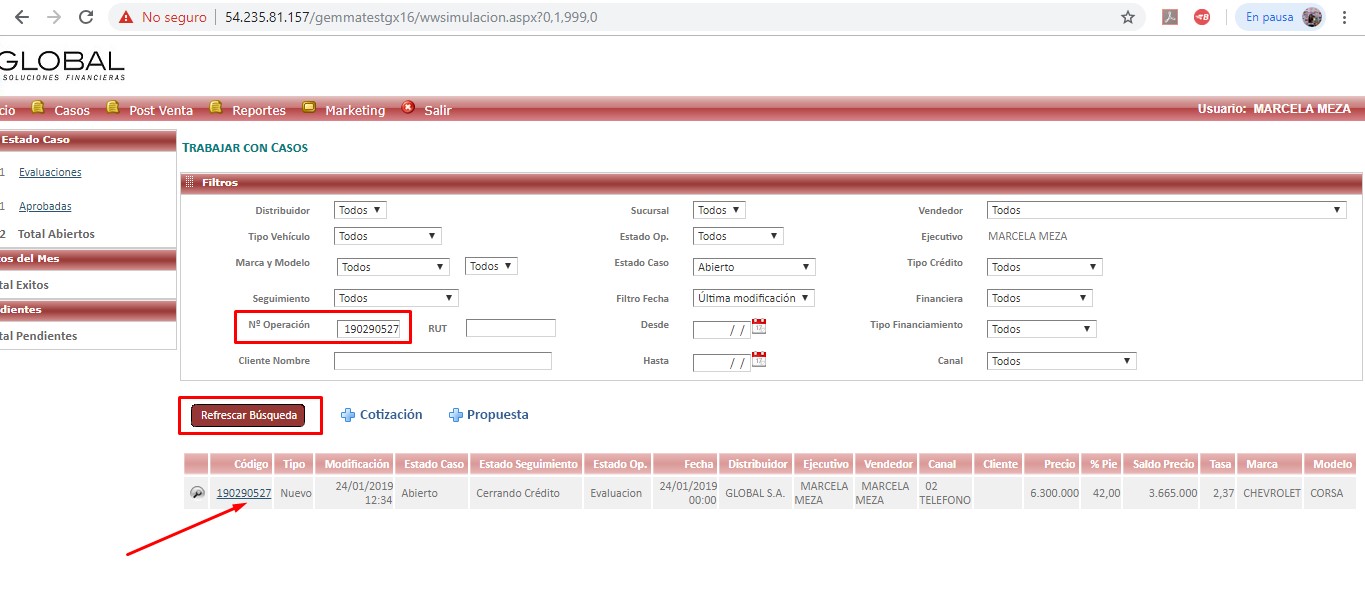 No seguro 54.235.81.157/gemmatestgx16/wwsimulacion.aspx?0,1,999,0 En pausa
GLOBAL
SOLUCIONES FINANCIERAS
cio Casos Post Venta Reportes Marketing Salir Usuario: MARCELA MEZA
Estado Caso
1 Evaluaciones
1 Aprobadas
2 Total Abiertos
os del Mes
tal Exitos
dientes
tal Pendientes
TRABAJAR CON CASOS
Filtros
Distribuidor Todos Sucursal Todos Vendedor Todos
Tipo Vehículo Todos Estado Op. Todos Ejecutivo MARCELA MEZA
Marca y Modelo Todos Todos Estado Caso Abierto Tipo Crédito Todos
Seguimiento Todos Filtro Fecha Última modificación Financiera Todos
Nº Operación 190290527 RUT Desde / / Tipo Financiamiento Todos
Cliente Nombre Hasta / / Canal Todos
Refrescar Búsqueda Cotización Propuesta
Código Tipo Modificación Estado Caso Estado Seguimiento Estado Op. Fecha Distribuidor Ejecutivo Vendedor Canal Cliente Precio % Pie Saldo Precio Tasa Marca Modelo
190290527 Nuevo 24/01/2019 12:34 Abierto Cerrando Crédito Evaluacion 24/01/2019 00:00 GLOBAL S.A. MARCELA MEZA MARCELA MEZA 02 TELEFONO 6.300.000 42,00 3.665.000 2,37 CHEVROLET CORSA